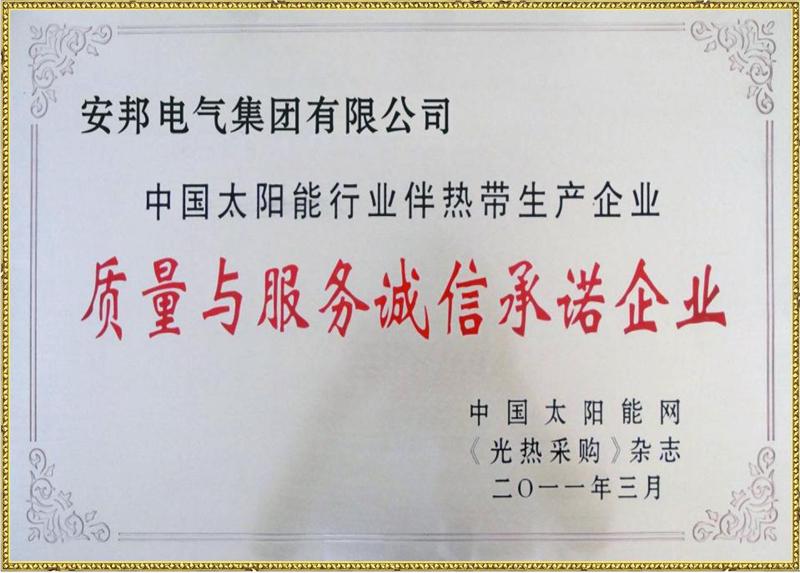 安邦电气集团有限公司
中国太阳能行业伴热带生产企业
质量与服务诚信承诺企业
中国太阳能网
《光热采购》杂志
二〇一一年三月